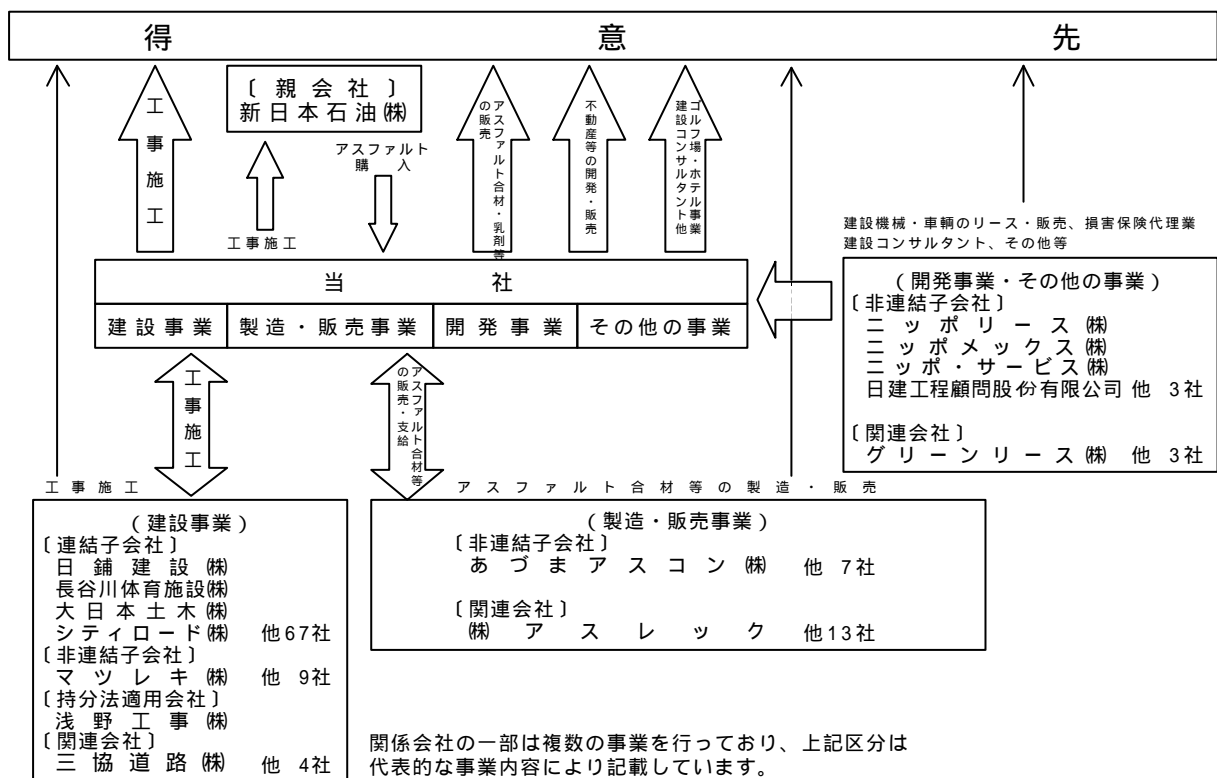 得 意 先
〔 親 会 社 〕
新日本石油㈱
工事施工
アスファルト
購 入
工事施工
アスファルト合材・乳剤等
の販売
不動産等の開発・販売
ゴルフ場・ホテル事業
建設コンサルタント他
建設機械・車輌のリース・販売、損害保険代理業
建設コンサルタント、その他等
当 社
建設事業 製造・販売事業 開発事業 その他の事業
(開発事業・その他の事業)
〔非連結子会社〕
ニッポリース㈱
ニッポメックス㈱
ニッポ・サービス㈱
日建工程顧問股份有限公司 他 3社
〔関連会社〕
グリーンリース㈱ 他 3社
工事施工
アスファルト合材等
の販売・支給
工事施工
(建設事業)
〔連結子会社〕
日鋪建設㈱
長谷川体育施設㈱
大日本土木㈱
シティロード㈱ 他67社
〔非連結子会社〕
マツレキ㈱ 他 9社
〔持分法適用会社〕
浅野工事㈱
〔関連会社〕
三協道路㈱ 他 4社
アスファルト合材等の製造・販売
(製造・販売事業)
〔非連結子会社〕
あづまアスコン㈱ 他 7社
〔関連会社〕
㈱アスレック 他13社
関係会社の一部は複数の事業を行っており、上記区分は
代表的な事業内容により記載しています。